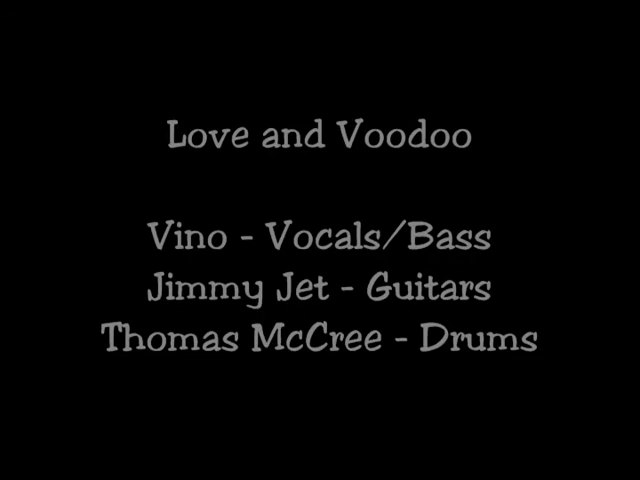 Love and Voodoo
Vino - Vocals/Bass
Jimmy Jet - Guitars
Thomas McCree - Drums